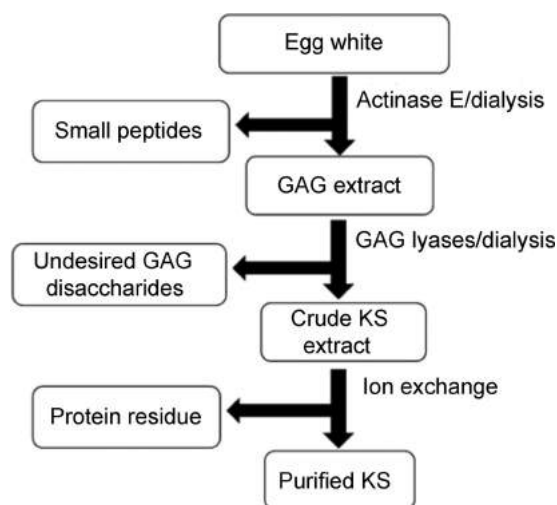 Egg white
Actinase E/dialysis
Small peptides
GAG extract
GAG lyases/dialysis
Undesired GAG
disaccharides
Crude KS
extract
Ion exchange
Protein residue
Purified KS